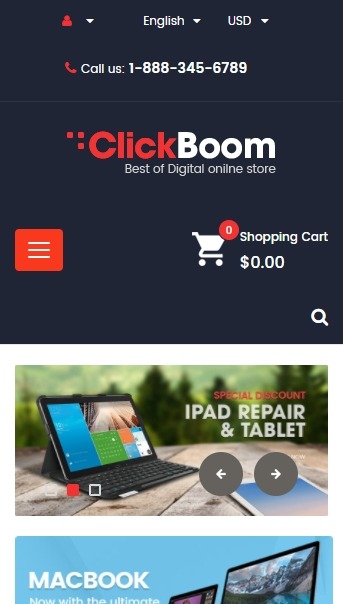 English USD
Call us: 1-888-345-6789
ClickBoom
Best of Digital onilne store
0
Shopping Cart
$0.00
SPECIAL DISCOUNT
IPAD REPAIR
& TABLET
MACBOOK
Now with the ultimate